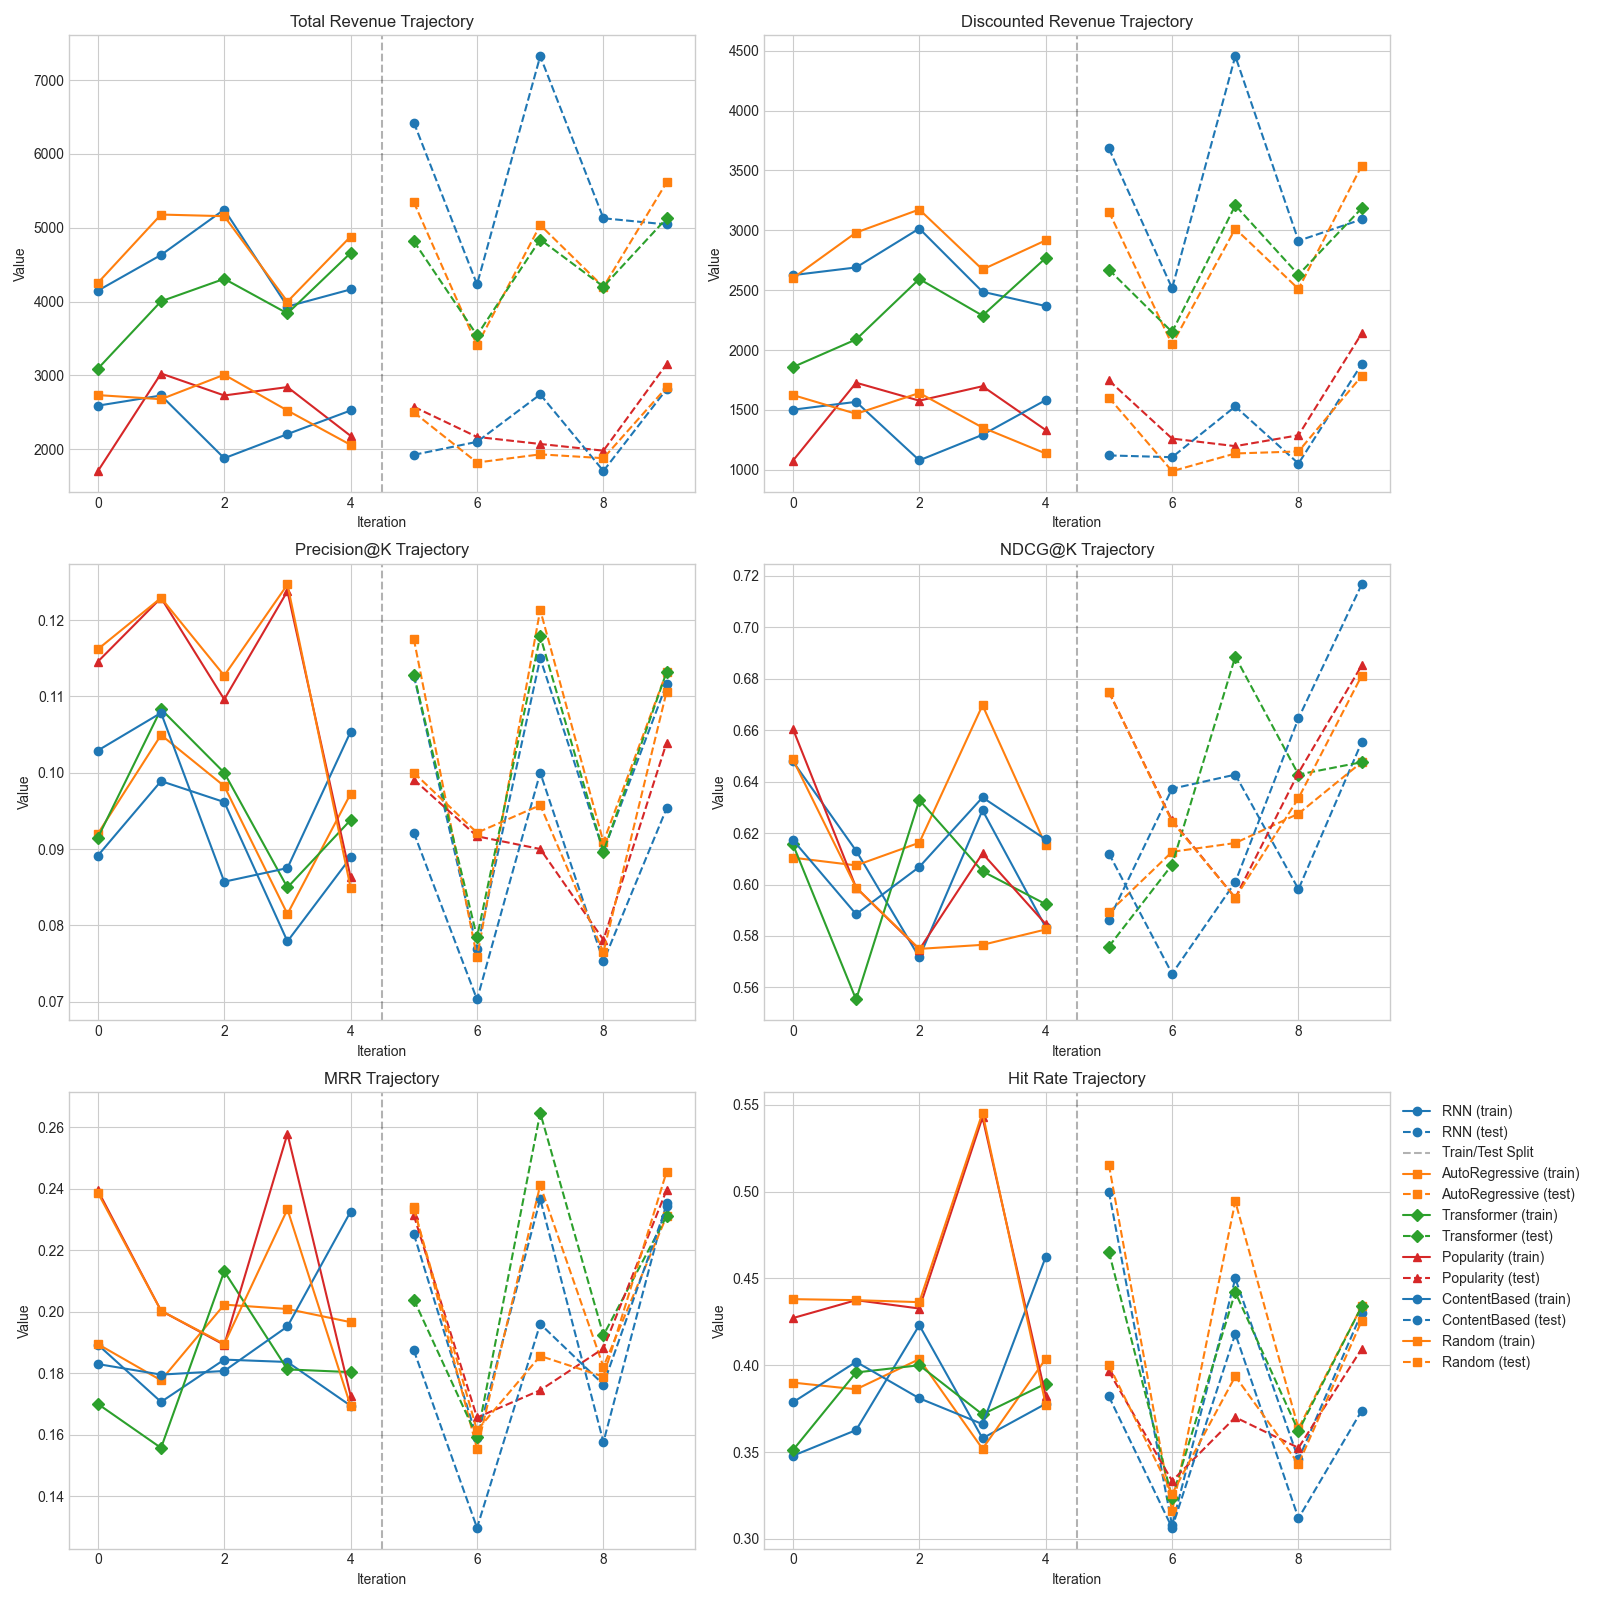 Total Revenue Trajectory
Value
7000
6000
5000
4000
3000
2000
0 2 4 6 8
Iteration
Discounted Revenue Trajectory
Value
4500
4000
3500
3000
2500
2000
1500
1000
0 2 4 6 8
Iteration
Precision@K Trajectory
Value
0.12
0.11
0.10
0.09
0.08
0.07
0 2 4 6 8
Iteration
NDCG@K Trajectory
Value
0.72
0.70
0.68
0.66
0.64
0.62
0.60
0.58
0.56
0 2 4 6 8
Iteration
MRR Trajectory
Value
0.26
0.24
0.22
0.20
0.18
0.16
0.14
0 2 4 6 8
Iteration
Hit Rate Trajectory
Value
0.55
0.50
0.45
0.40
0.35
0.30
0 2 4 6 8
Iteration
RNN (train)
RNN (test)
Train/Test Split
AutoRegressive (train)
AutoRegressive (test)
Transformer (train)
Transformer (test)
Popularity (train)
Popularity (test)
ContentBased (train)
ContentBased (test)
Random (train)
Random (test)